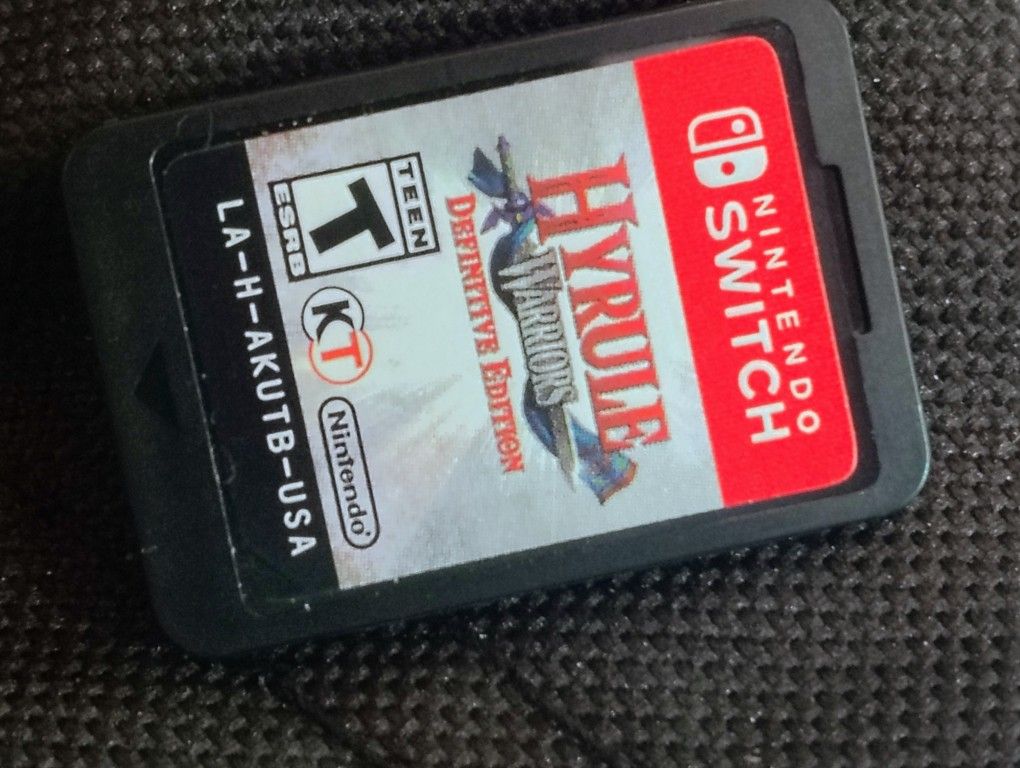 NINTENDO
SWITCH
HYRULE
WARRIORS
DEFINITIVE EDITION
TEEN
T
ESRB
KT
Nintendo
LA-H-AKUTB-USA